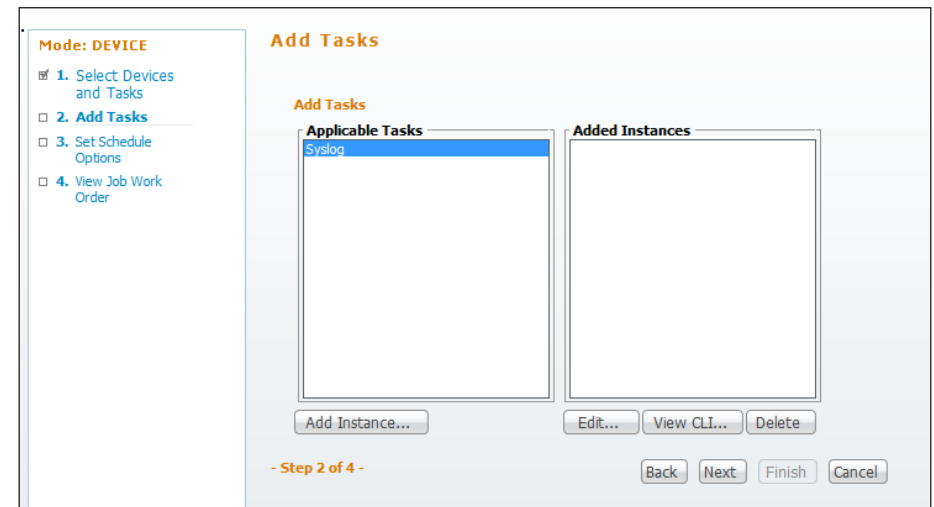 Mode: DEVICE
1. Select Devices
and Tasks
2. Add Tasks
3. Set Schedule
Options
4. View Job Work
Order
Add Tasks
Add Tasks
Applicable Tasks
Syslog
Added Instances
Add Instance...
Edit...
View CLI...
Delete
- Step 2 of 4 -
Back
Next
Finish
Cancel